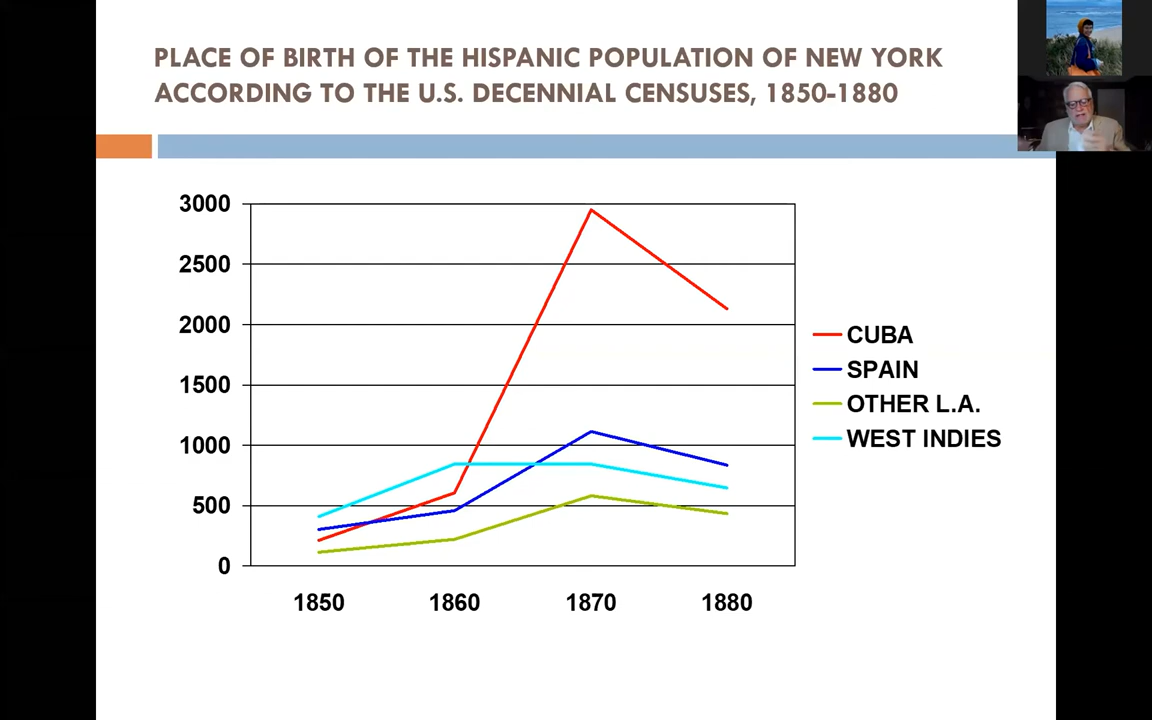 PLACE OF BIRTH OF THE HISPANIC POPULATION OF NEW YORK
ACCORDING TO THE U.S. DECENNIAL CENSUSES, 1850-1880
3000
2500
2000
1500
1000
500
0
1850 1860 1870 1880
CUBA
SPAIN
OTHER L.A.
WEST INDIES